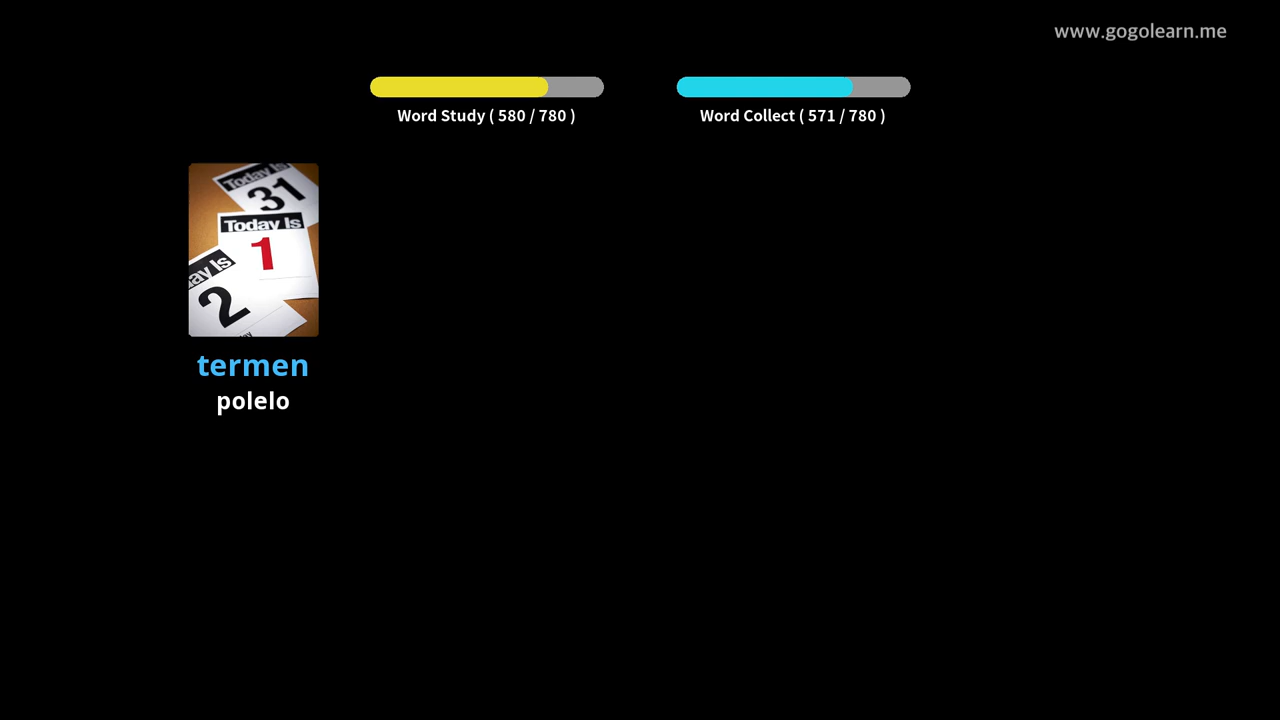 www.gogolearn.me
Word Study ( 580 / 780 )
Word Collect ( 571 / 780 )
Today Is
31
Today Is
1
ay Is
2
termen
polelo